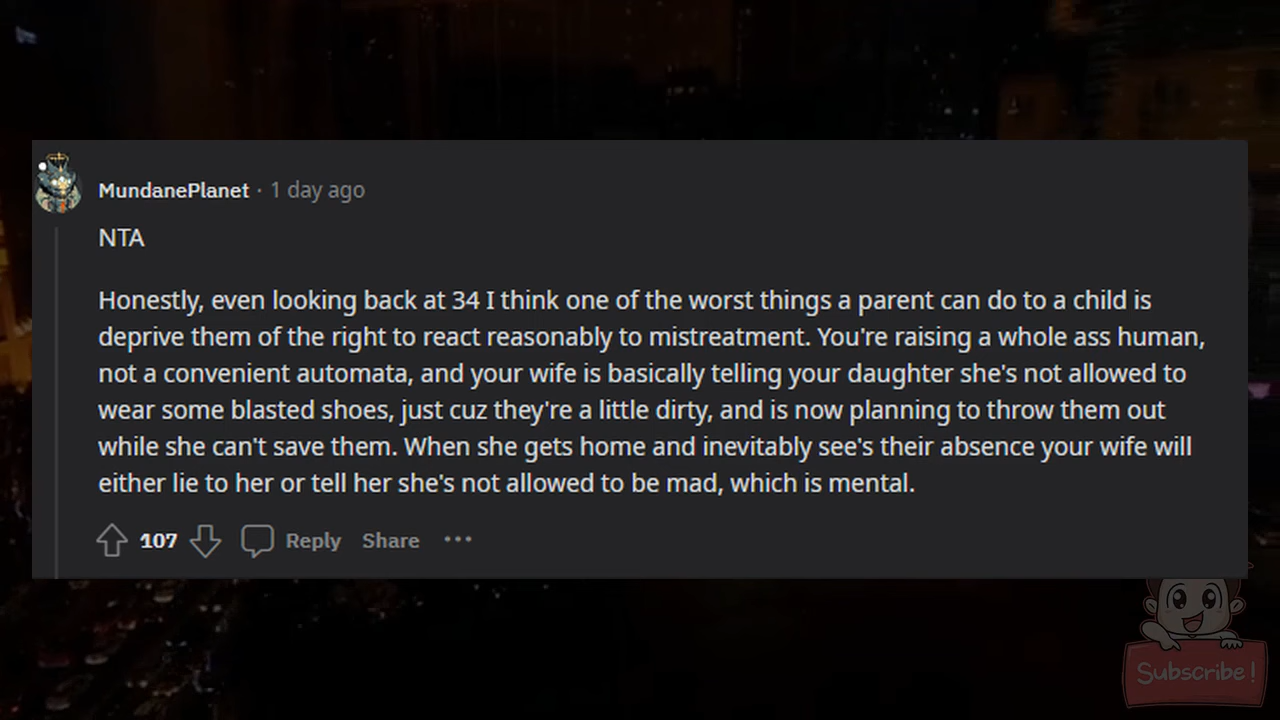 MundanePlanet · 1 day ago
NTA
Honestly, even looking back at 34 I think one of the worst things a parent can do to a child is
deprive them of the right to react reasonably to mistreatment. You're raising a whole ass human,
not a convenient automata, and your wife is basically telling your daughter she's not allowed to
wear some blasted shoes, just cuz they're a little dirty, and is now planning to throw them out
while she can't save them. When she gets home and inevitably see's their absence your wife will
either lie to her or tell her she's not allowed to be mad, which is mental.
107 Reply Share ···
Subscribe!